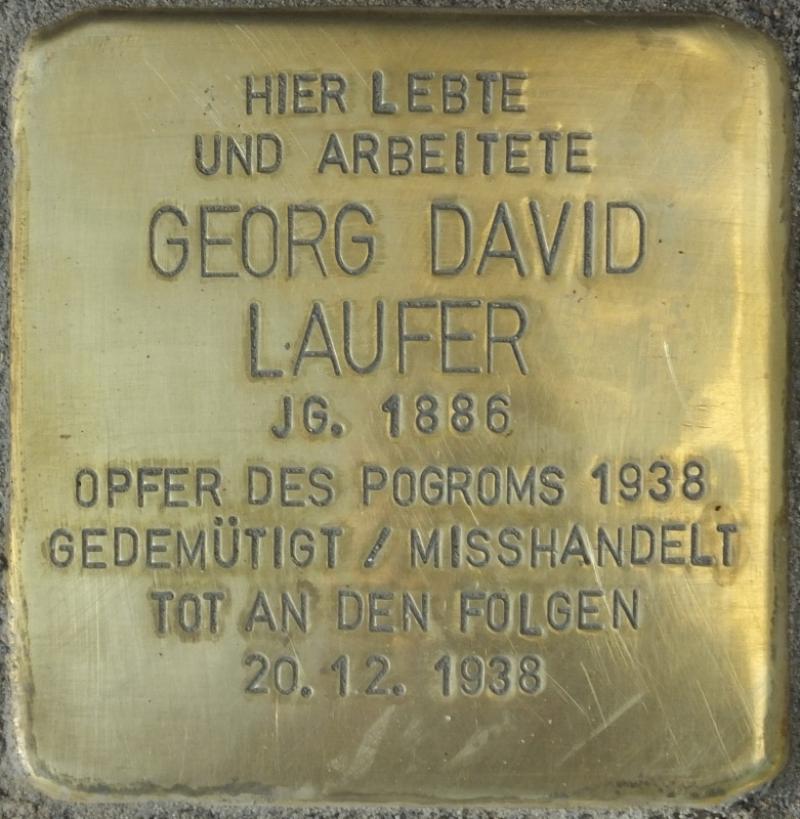 HIER LEBTE
UND ARBEITETE
GEORG DAVID
LAUFER
JG. 1886
OPFER DES POGROMS 1938
GEDEMÜTIGT / MISSHANDELT
TOT AN DEN FOLGEN
20.12. 1938